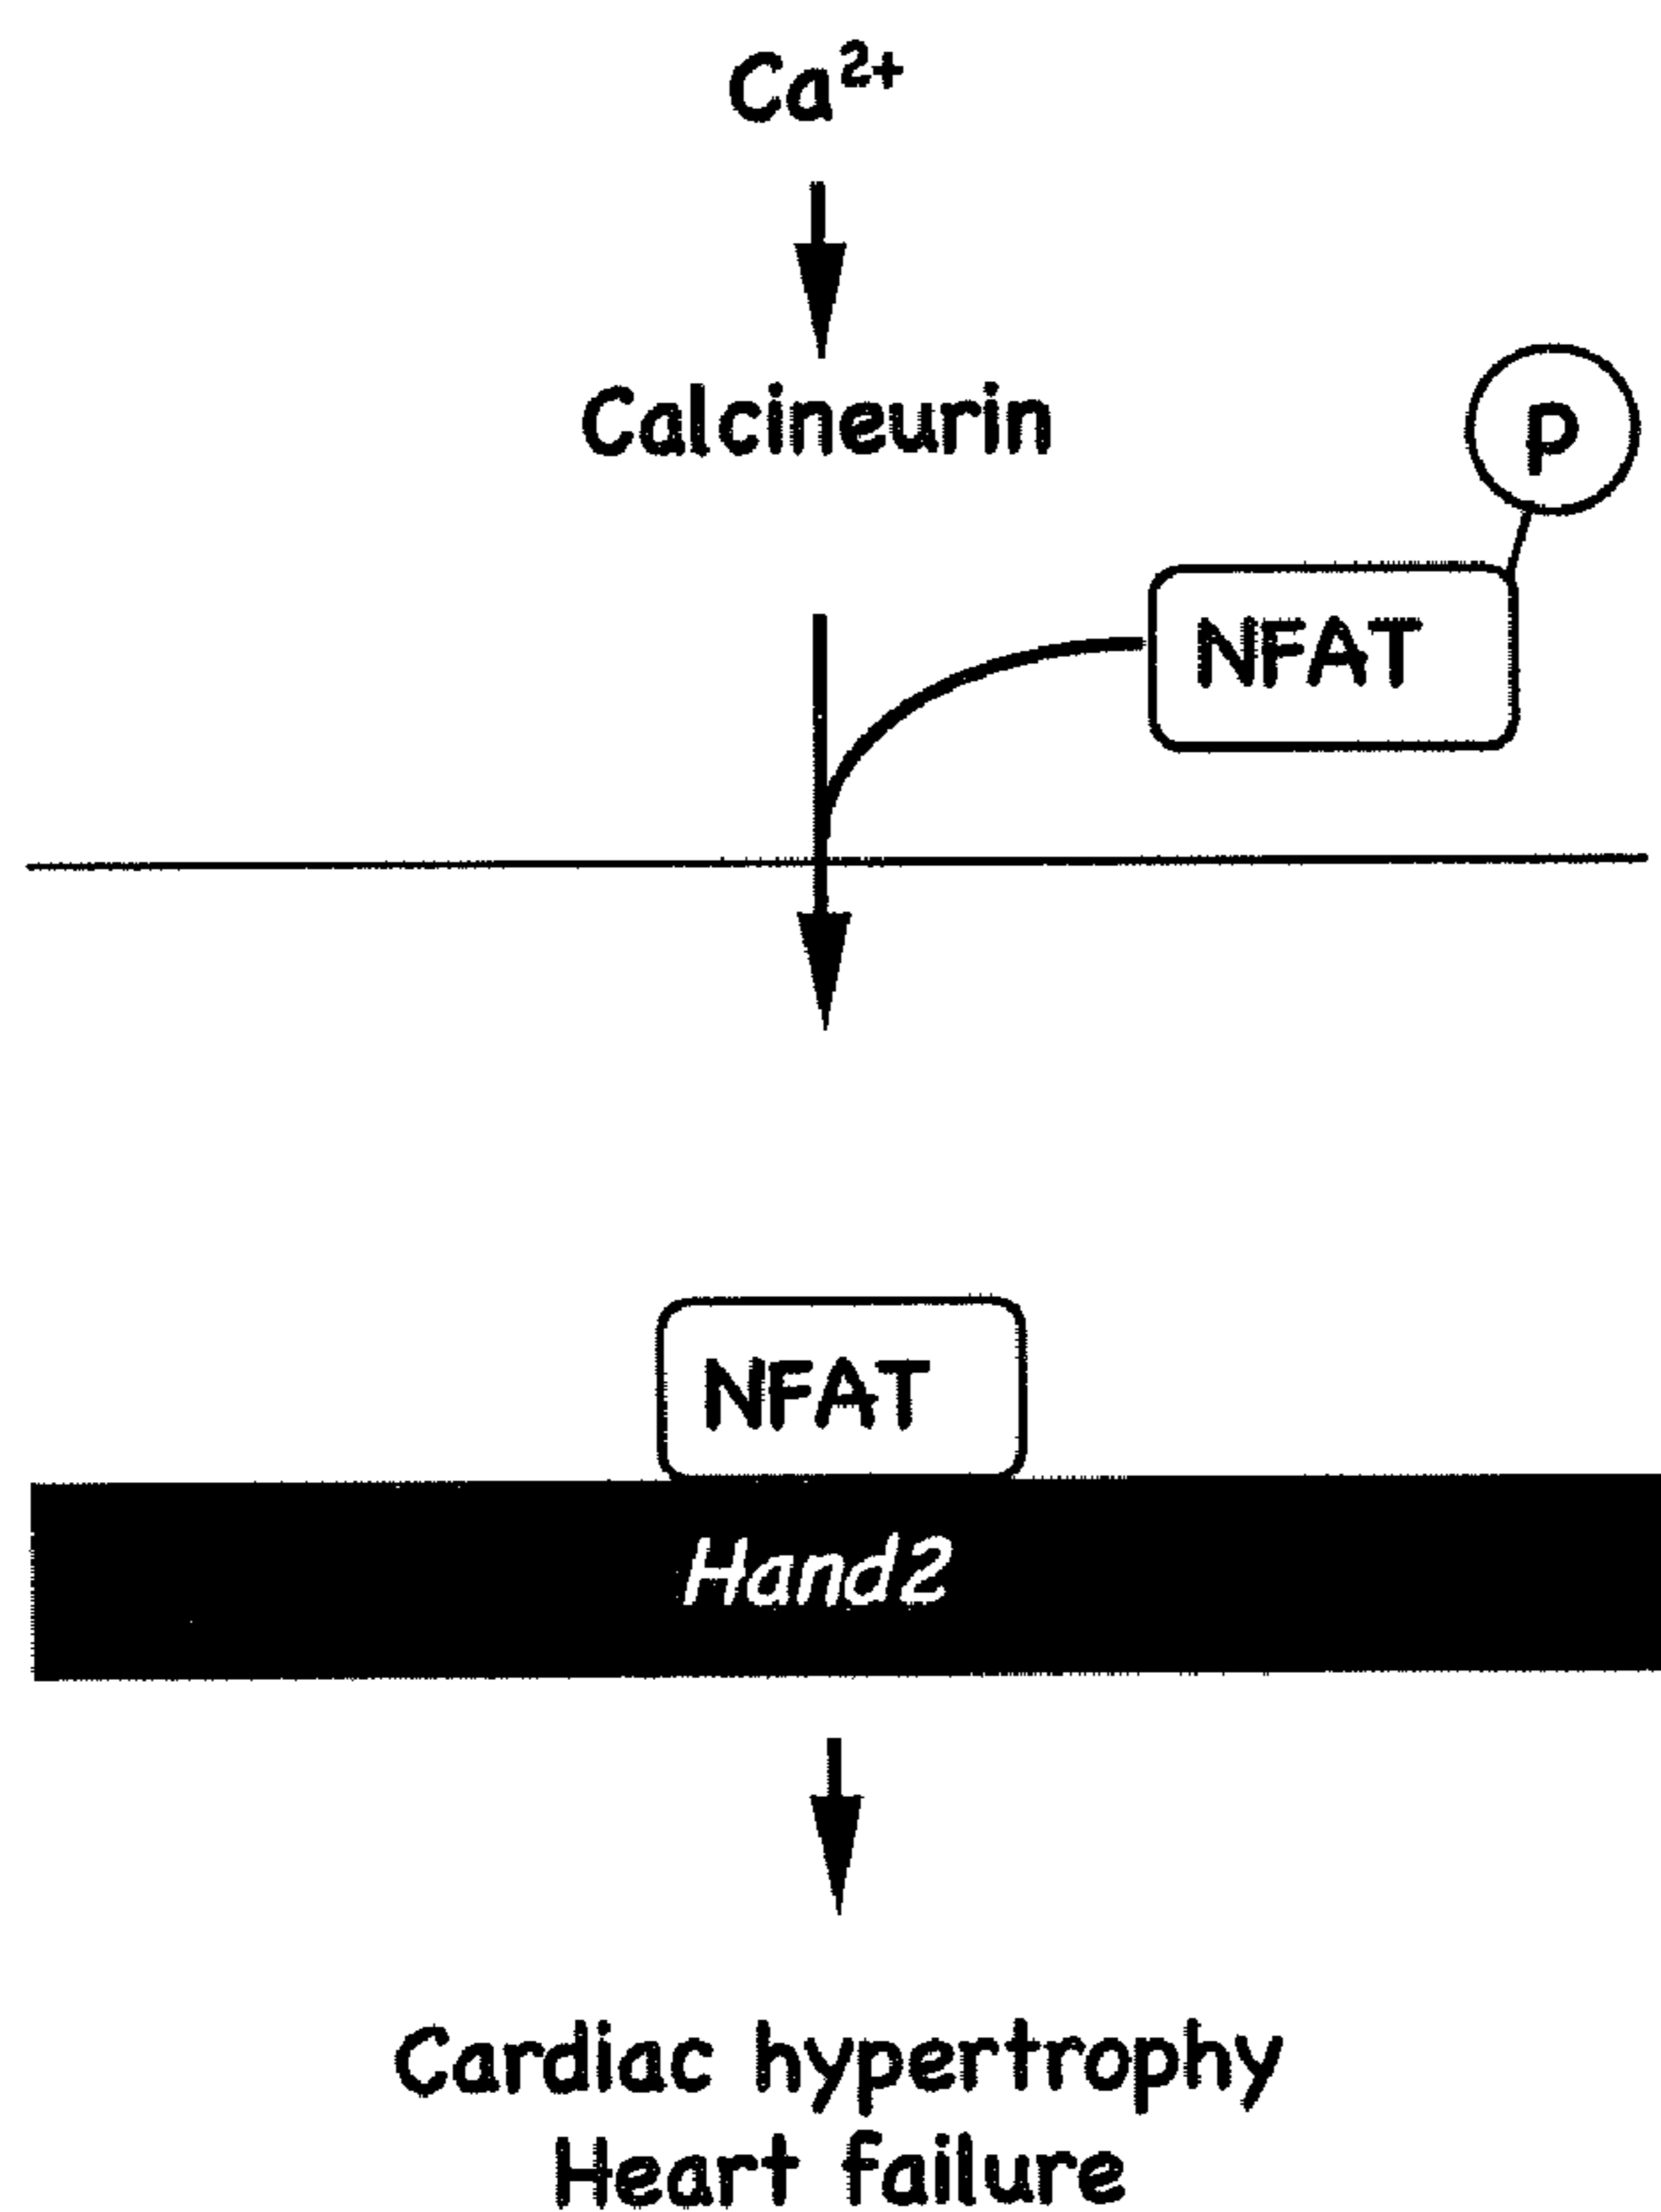 Ca²⁺
Calcineurin
p
NFAT
NFAT
Hand2
Cardiac hypertrophy
Heart failure